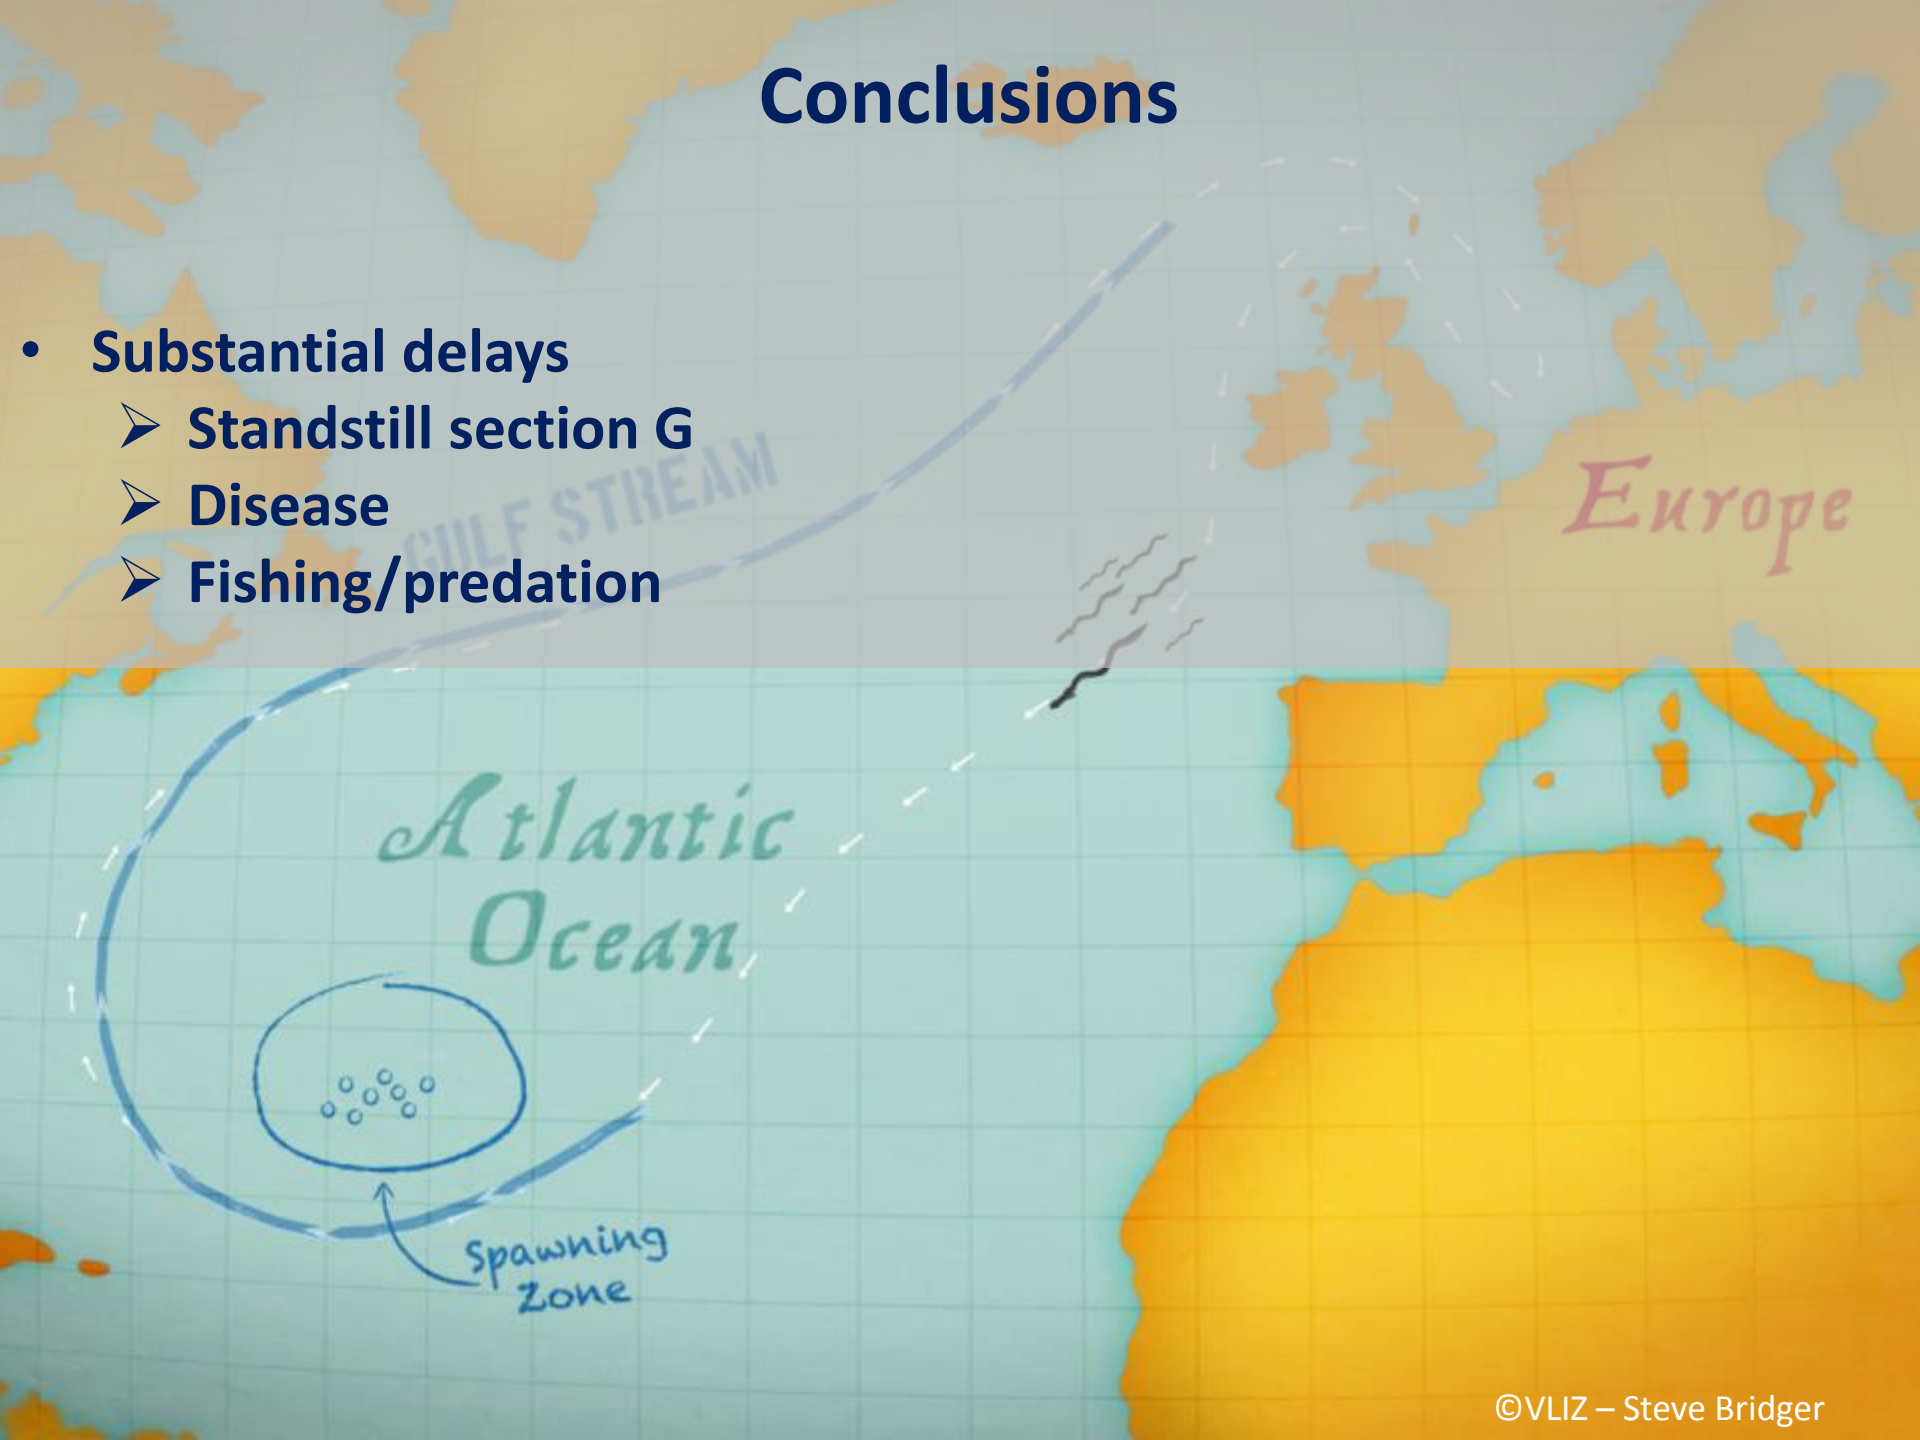 Conclusions
• Substantial delays
➢ Standstill section G
➢ Disease
➢ Fishing/predation
GULF STREAM
Europe
Atlantic
Ocean
Spawning
Zone
©VLIZ – Steve Bridger